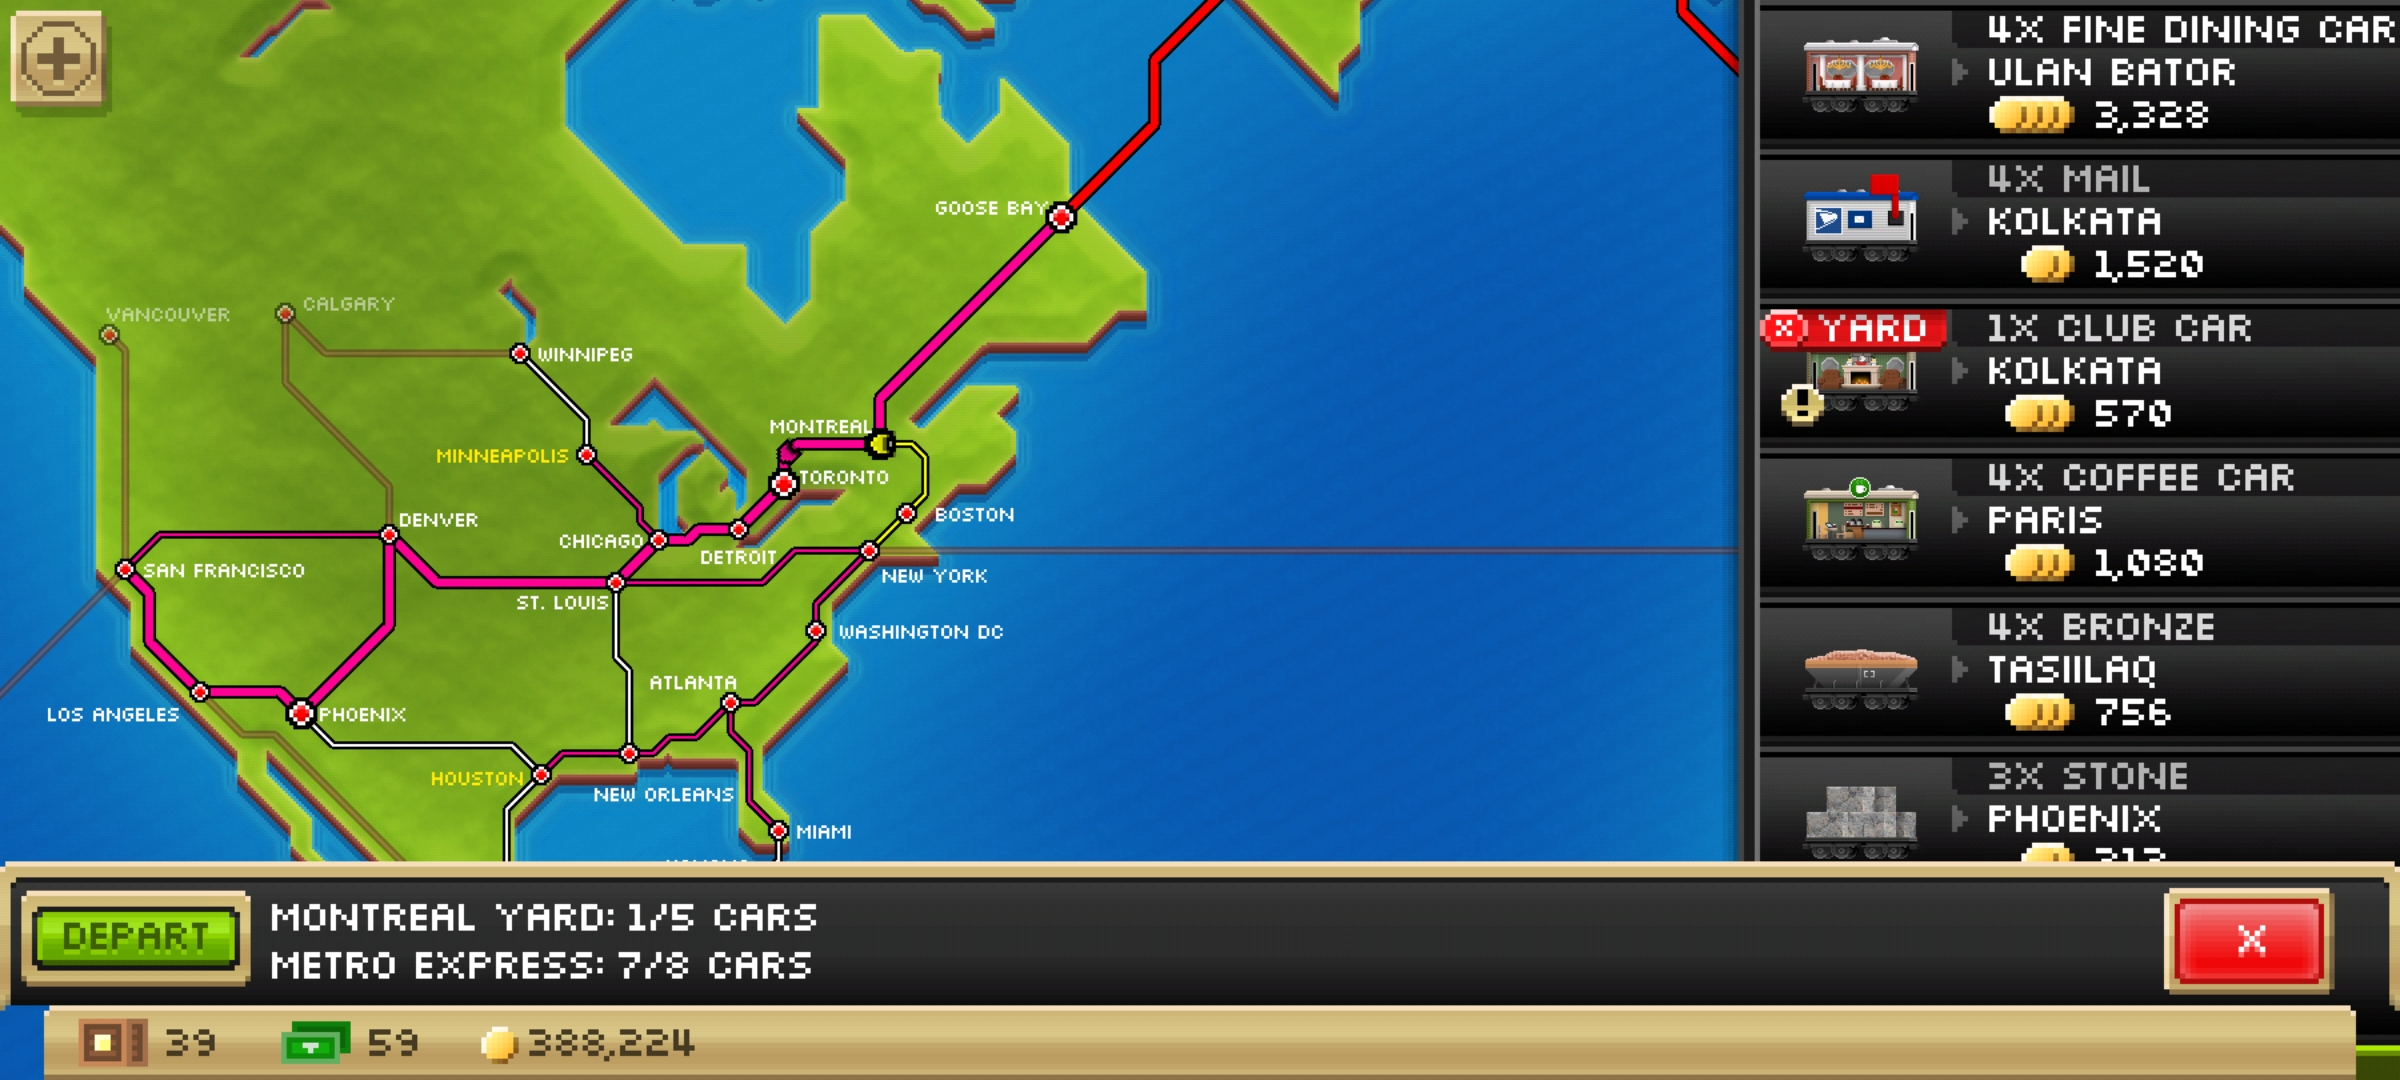 GOOSE BAY
VANCOUVER
CALGARY
WINNIPEG
MINNEAPOLIS
MONTREAL
TORONTO
DENVER
CHICAGO
DETROIT
BOSTON
SAN FRANCISCO
NEW YORK
ST. LOUIS
WASHINGTON DC
ATLANTA
LOS ANGELES
PHOENIX
HOUSTON
NEW ORLEANS
MIAMI
4X FINE DINING CAR
ULAN BATOR
3,328
4X MAIL
KOLKATA
1,520
X YARD
1X CLUB CAR
KOLKATA
!
570
4X COFFEE CAR
PARIS
1,080
4X BRONZE
TASIILAQ
756
3X STONE
PHOENIX
DEPART
MONTREAL YARD: 1/5 CARS
METRO EXPRESS: 7/8 CARS
X
39
59
388,224